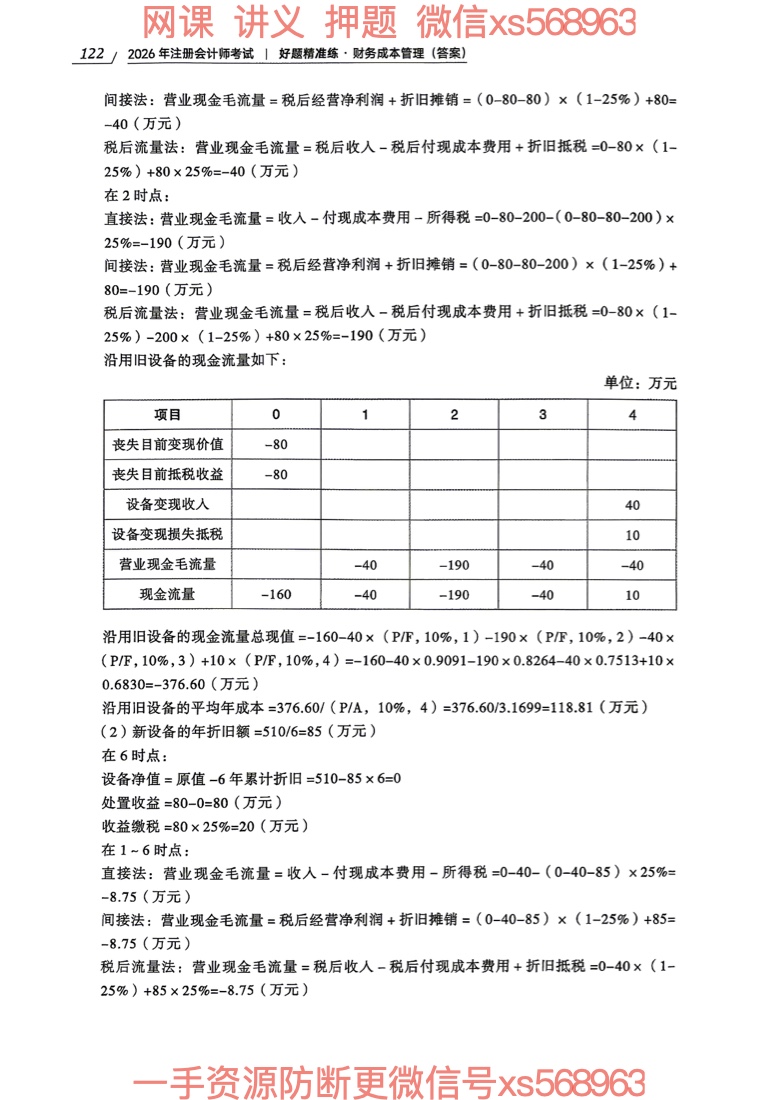 网课 讲义 押题 微信xs568963
122 / 2026年注册会计师考试 | 好题精准练·财务成本管理（答案）
间接法：营业现金毛流量=税后经营净利润+折旧摊销=（0-80-80）×（1-25%）+80=
-40（万元）
税后流量法：营业现金毛流量=税后收入-税后付现成本费用+折旧抵税=0-80×（1-
25%）+80×25%=-40（万元）
在2时点：
直接法：营业现金毛流量=收入-付现成本费用-所得税=0-80-200-（0-80-80-200）×
25%=-190（万元）
间接法：营业现金毛流量=税后经营净利润+折旧摊销=（0-80-80-200）×（1-25%）+
80=-190（万元）
税后流量法：营业现金毛流量=税后收入-税后付现成本费用+折旧抵税=0-80×（1-
25%）-200×（1-25%）+80×25%=-190（万元）
沿用旧设备的现金流量如下：
单位：万元
项目 0 1 2 3 4
丧失目前变现价值 -80
丧失目前抵税收益 -80
设备变现收入 40
设备变现损失抵税 10
营业现金毛流量 -40 -190 -40 -40
现金流量 -160 -40 -190 -40 10
沿用旧设备的现金流量总现值=-160-40×（P/F，10%，1）-190×（P/F，10%，2）-40×
（P/F，10%，3）+10×（P/F，10%，4）=-160-40×0.9091-190×0.8264-40×0.7513+10×
0.6830=-376.60（万元）
沿用旧设备的平均年成本=376.60/（P/A，10%，4）=376.60/3.1699=118.81（万元）
（2）新设备的年折旧额=510/6=85（万元）
在6时点：
设备净值=原值-6年累计折旧=510-85×6=0
处置收益=80-0=80（万元）
收益缴税=80×25%=20（万元）
在1~6时点：
直接法：营业现金毛流量=收入-付现成本费用-所得税=0-40-（0-40-85）×25%=
-8.75（万元）
间接法：营业现金毛流量=税后经营净利润+折旧摊销=（0-40-85）×（1-25%）+85=
-8.75（万元）
税后流量法：营业现金毛流量=税后收入-税后付现成本费用+折旧抵税=0-40×（1-
25%）+85×25%=-8.75（万元）
一手资源防断更微信号xs568963